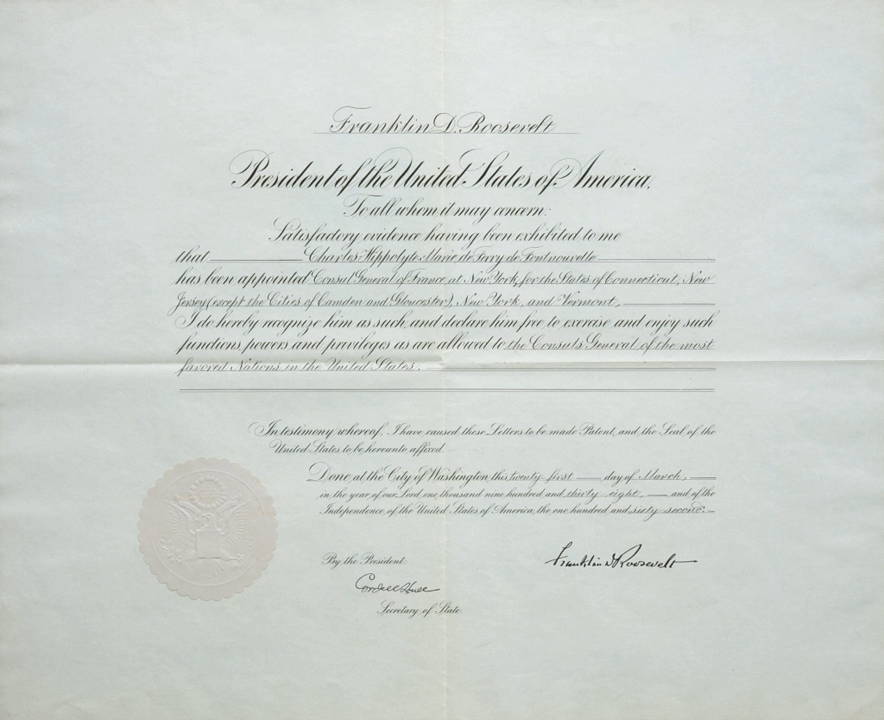 Franklin D. Roosevelt
President of the United States of America,
To all whom it may concern:
Satisfactory evidence having been exhibited to me
that Charles Hippolyte Marie de Ferry de Fontnouvelle
has been appointed Consul General of France, at New York, for the States of Connecticut, New
Jersey (except the Cities of Camden and Gloucester), New York, and Vermont,
I do hereby recognize him as such, and declare him free to exercise and enjoy such
functions powers and privileges as are allowed to the Consuls General of the most
favored Nations in the United States.
In testimony whereof, I have caused these Letters to be made Patent, and the Seal of the
United States to be hereunto affixed.
Done at the City of Washington this twenty-first day of March,
in the year of our Lord one thousand nine hundred and thirty eight, and of the
Independence of the United States of America, the one hundred and sixty-second.
By the President: Franklin D Roosevelt
Cordell Hull
Secretary of State.